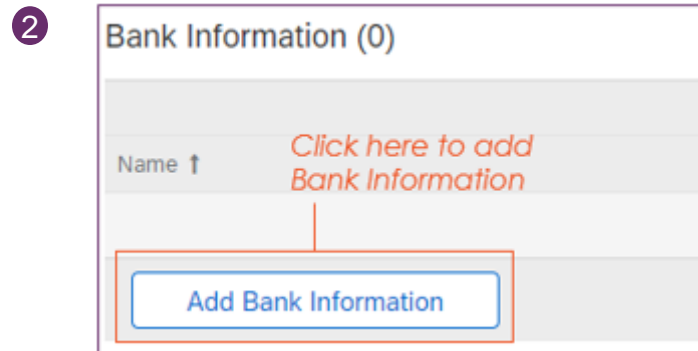 2
Bank Information (0)
Click here to add
Bank Information
Name ↑
Add Bank Information